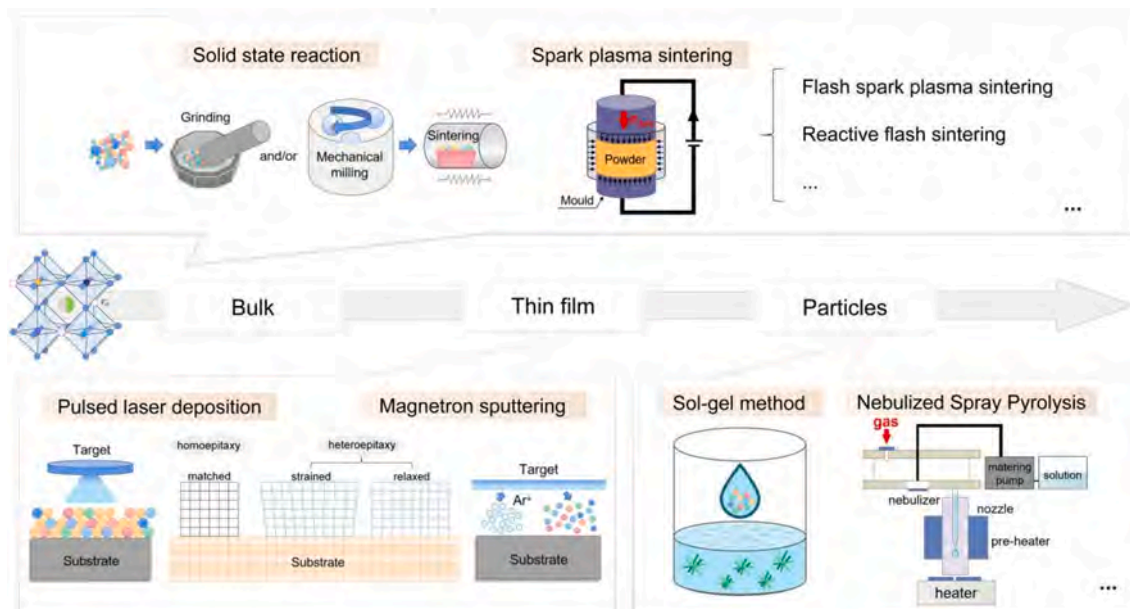 Solid state reaction
Spark plasma sintering
Grinding
and/or
Mechanical
milling
Sintering
Powder
Mould
Flash spark plasma sintering
Reactive flash sintering
...
...
Bulk
Thin film
Particles
Pulsed laser deposition
Magnetron sputtering
Target
homoepitaxy
heteroepitaxy
matched
strained
relaxed
Target
Ar⁺
Substrate
Substrate
Substrate
Sol-gel method
Nebulized Spray Pyrolysis
gas
matering
pump
solution
nebulizer
nozzle
pre-heater
heater
...